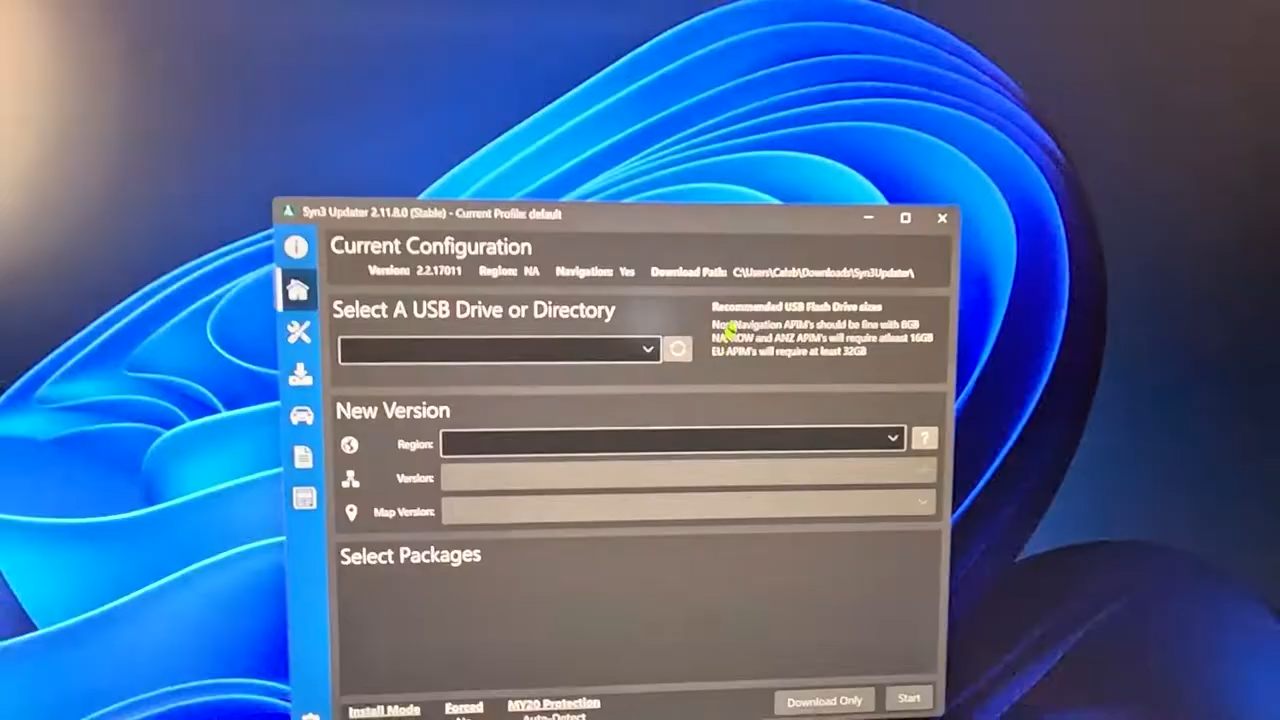 Syn3 Updater 2.11.8.0 (Stable) - Current Profile: default
Current Configuration
Version: 2.2.17011 Region: NA Navigation: Yes Download Path: C:\Users\Caleb\Downloads\Syn3Updater\
Select A USB Drive or Directory
Recommended USB Flash Drive sizes
Navigation APIM's should be fine with 8GB
and ANZ APIM's will require atleast 16GB
EU APIM's will require at least 32GB
New Version
Region:
?
Version:
Map Version:
Select Packages
Install Mode Forced MY20 Protection
No Auto-Detect
Download Only Start